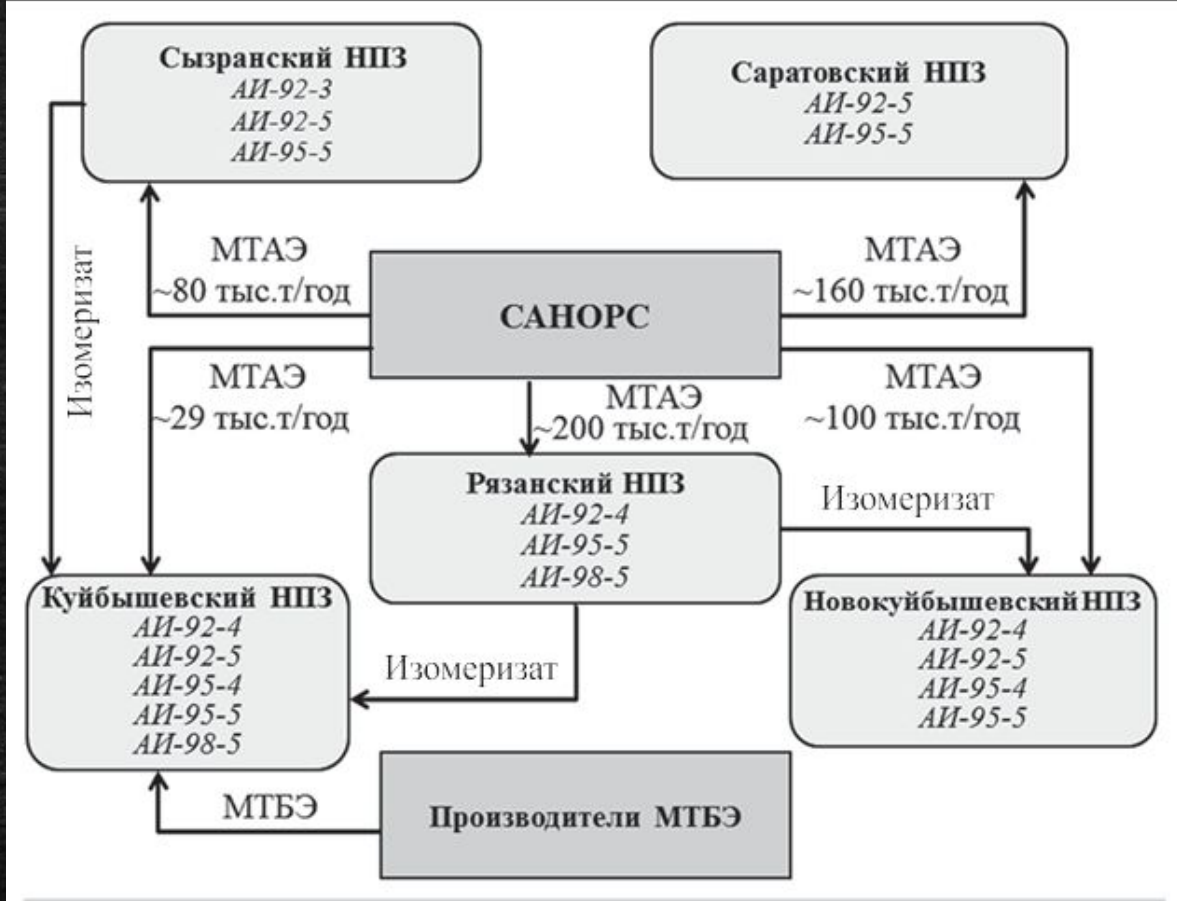 Сызранский НПЗ
АИ-92-3
АИ-92-5
АИ-95-5
Саратовский НПЗ
АИ-92-5
АИ-95-5
Изомеризат
МТАЭ
~80 тыс.т/год
САНОРС
МТАЭ
~160 тыс.т/год
МТАЭ
~29 тыс.т/год
МТАЭ
~200 тыс.т/год
МТАЭ
~100 тыс.т/год
Рязанский НПЗ
АИ-92-4
АИ-95-5
АИ-98-5
Изомеризат
Куйбышевский НПЗ
АИ-92-4
АИ-92-5
АИ-95-4
АИ-95-5
АИ-98-5
Изомеризат
Новокуйбышевский НПЗ
АИ-92-4
АИ-92-5
АИ-95-4
АИ-95-5
МТБЭ
Производители МТБЭ